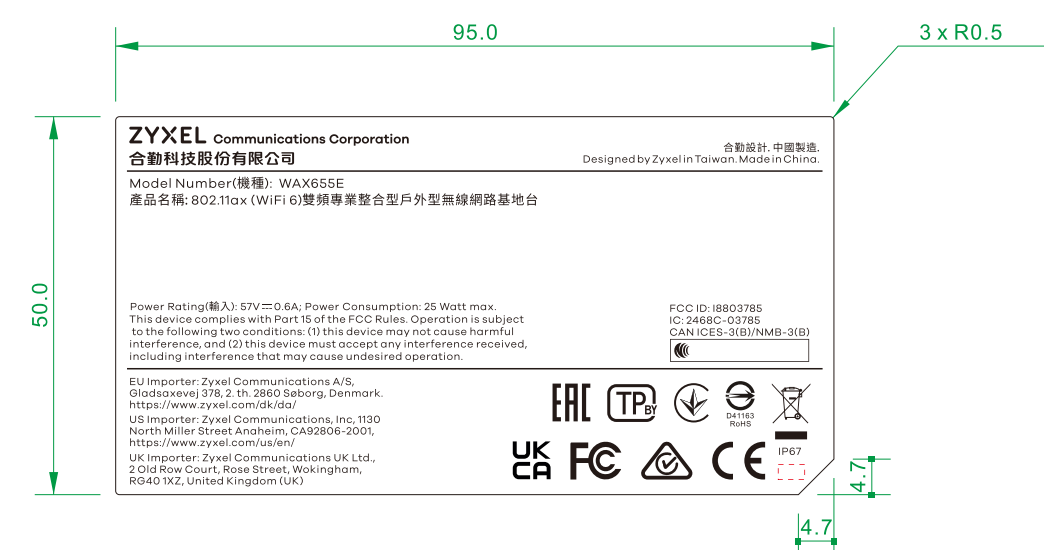 95.0
3 x R0.5
50.0
ZYXEL Communications Corporation
合勤科技股份有限公司
合勤設計. 中國製造.
Designed by Zyxel in Taiwan. Made in China.
Model Number(機種): WAX655E
產品名稱: 802.11ax (WiFi 6)雙頻專業整合型戶外型無線網路基地台
Power Rating(輸入): 57V⎓0.6A; Power Consumption: 25 Watt max.
This device complies with Part 15 of the FCC Rules. Operation is subject
to the following two conditions: (1) this device may not cause harmful
interference, and (2) this device must accept any interference received,
including interference that may cause undesired operation.
FCC ID: I8803785
IC: 2468C-03785
CAN ICES-3(B)/NMB-3(B)
EU Importer: Zyxel Communications A/S,
Gladsaxevej 378, 2. th. 2860 Søborg, Denmark.
https://www.zyxel.com/dk/da/
US Importer: Zyxel Communications, Inc, 1130
North Miller Street Anaheim, CA92806-2001,
https://www.zyxel.com/us/en/
UK Importer: Zyxel Communications UK Ltd.,
2 Old Row Court, Rose Street, Wokingham,
RG40 1XZ, United Kingdom (UK)
EAC
TP BY
D41163
RoHS
UK
CA
FC
CE
IP67
4.7
4.7